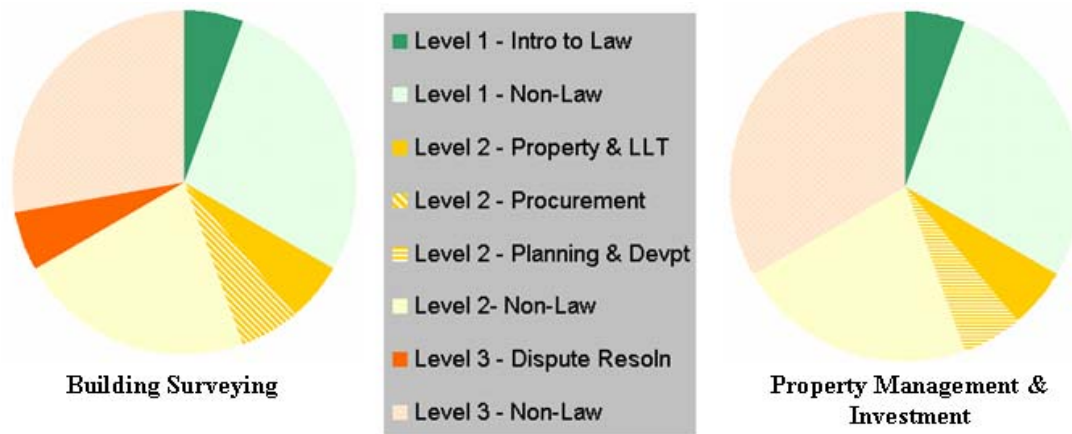 Level 1 - Intro to Law
Level 1 - Non-Law
Level 2 - Property & LLT
Level 2 - Procurement
Level 2 - Planning & Devpt
Level 2- Non-Law
Level 3 - Dispute Resoln
Level 3 - Non-Law
Building Surveying
Property Management &
Investment